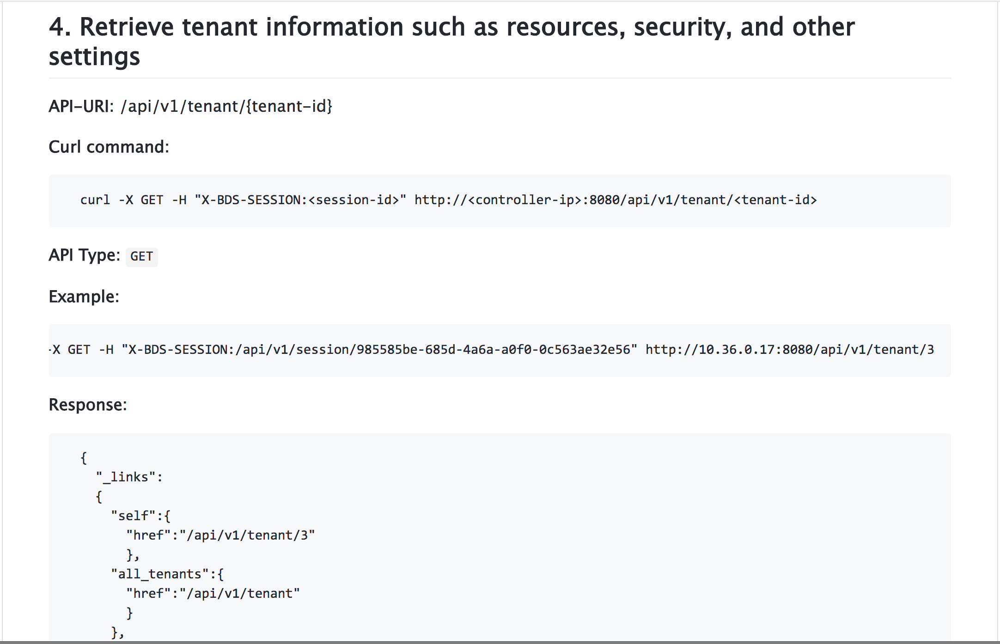 4. Retrieve tenant information such as resources, security, and other
settings
API-URI: /api/v1/tenant/{tenant-id}
Curl command:
curl -X GET -H "X-BDS-SESSION:<session-id>" http://<controller-ip>:8080/api/v1/tenant/<tenant-id>
API Type: GET
Example:
-X GET -H "X-BDS-SESSION:/api/v1/session/985585be-685d-4a6a-a0f0-0c563ae32e56" http://10.36.0.17:8080/api/v1/tenant/3
Response:
{
"_links":
{
"self":{
"href":"/api/v1/tenant/3"
},
"all_tenants":{
"href":"/api/v1/tenant"
}
},